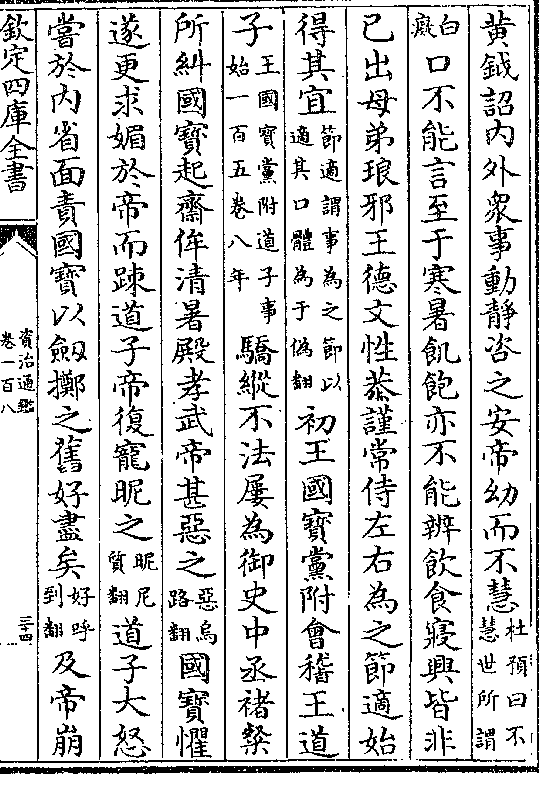 黄鉞詔内外衆事動静咨之安帝幼而不慧杜預曰不慧世所謂
白癡口不能言至于寒暑飢飽亦不能辨飲食寢興皆非
已出母弟琅邪王德文性恭謹常侍左右為之節適始
得其宜節適謂事為之節以適其口體為于偽翻初王國寳黨附會稽王道
子王國寳黨附道子事始一百五卷八年驕縱不法屢為御史中丞褚粲
所糾國寳起齋侔清暑殿孝武帝甚惡之惡烏路翻國寳懼
遂更求媚於帝而踈道子帝復寵昵之昵尼質翻道子大怒
嘗於内省面責國寳以劔擲之舊好盡矣好呼到翻及帝崩
欽定四庫全書
資治通鑑
卷一百八
三十四